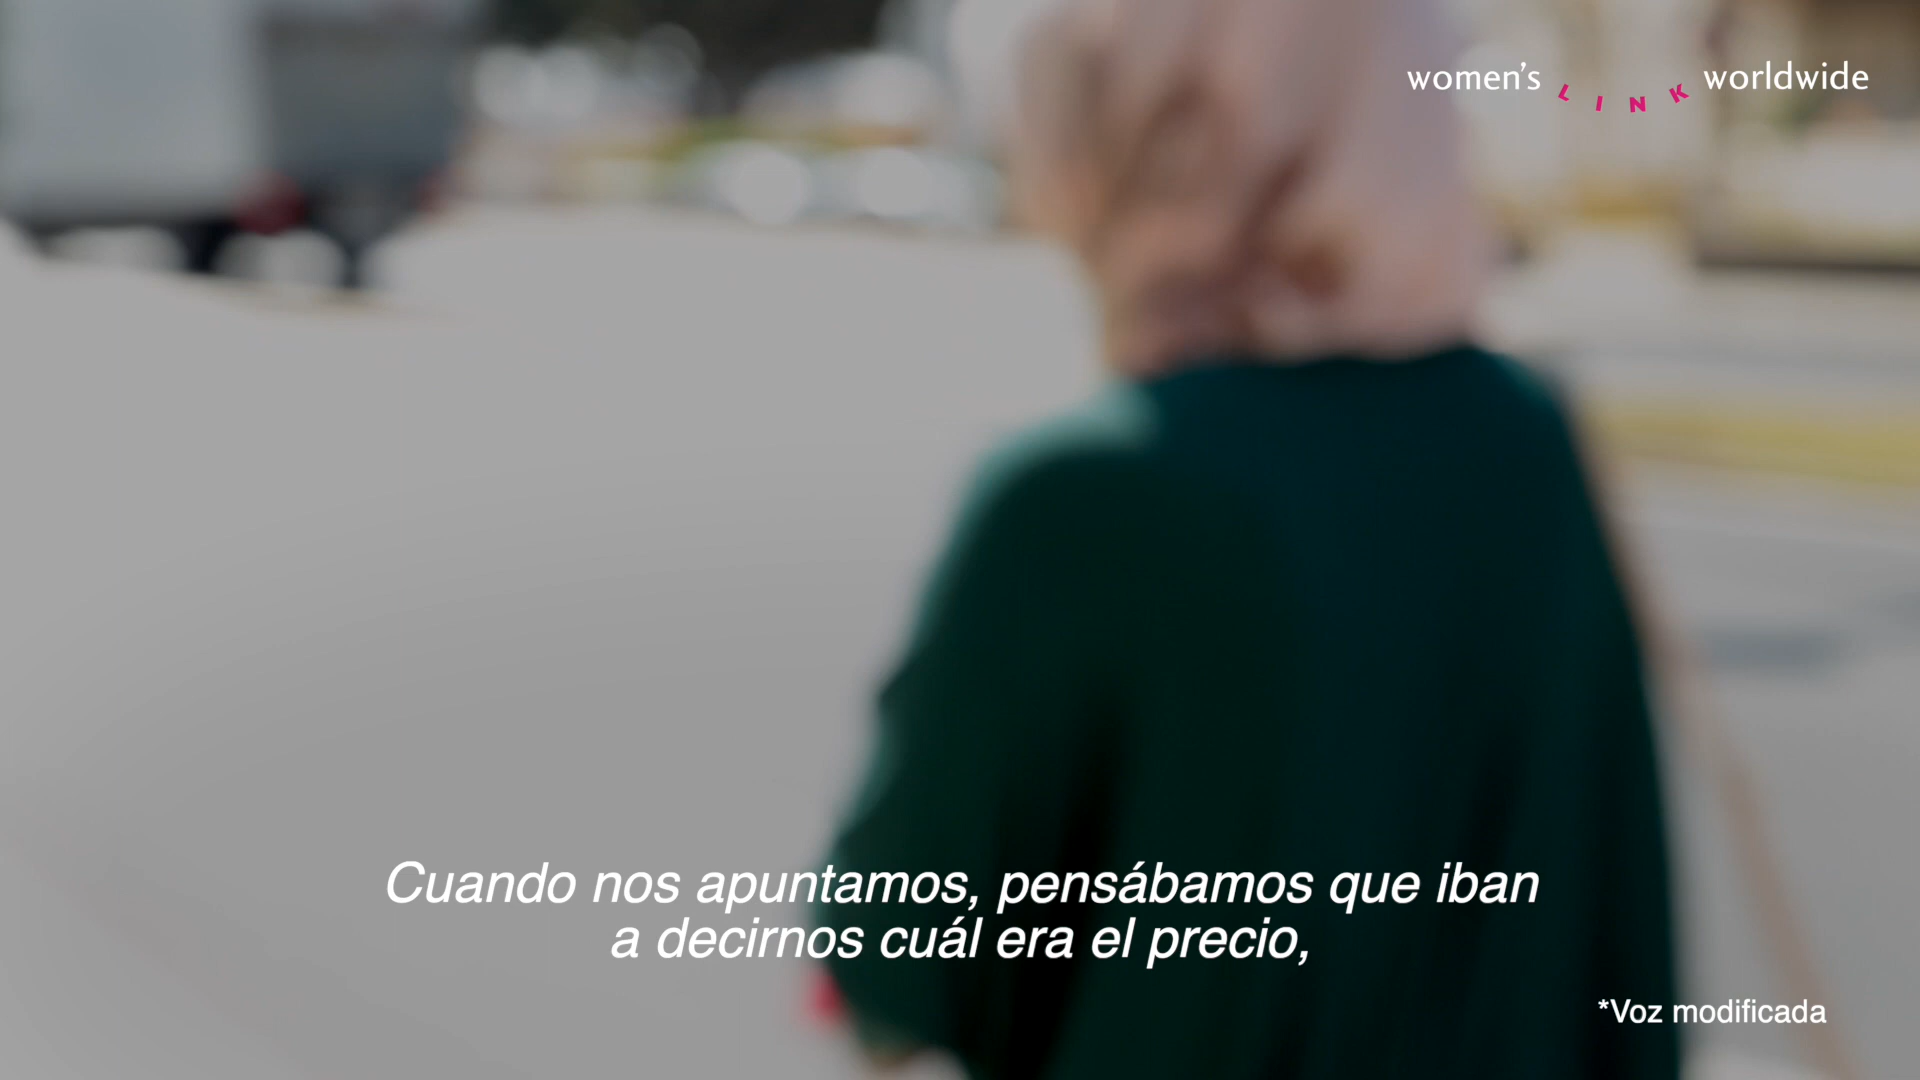 women's LINK worldwide
Cuando nos apuntamos, pensábamos que iban
a decirnos cuál era el precio,
*Voz modificada